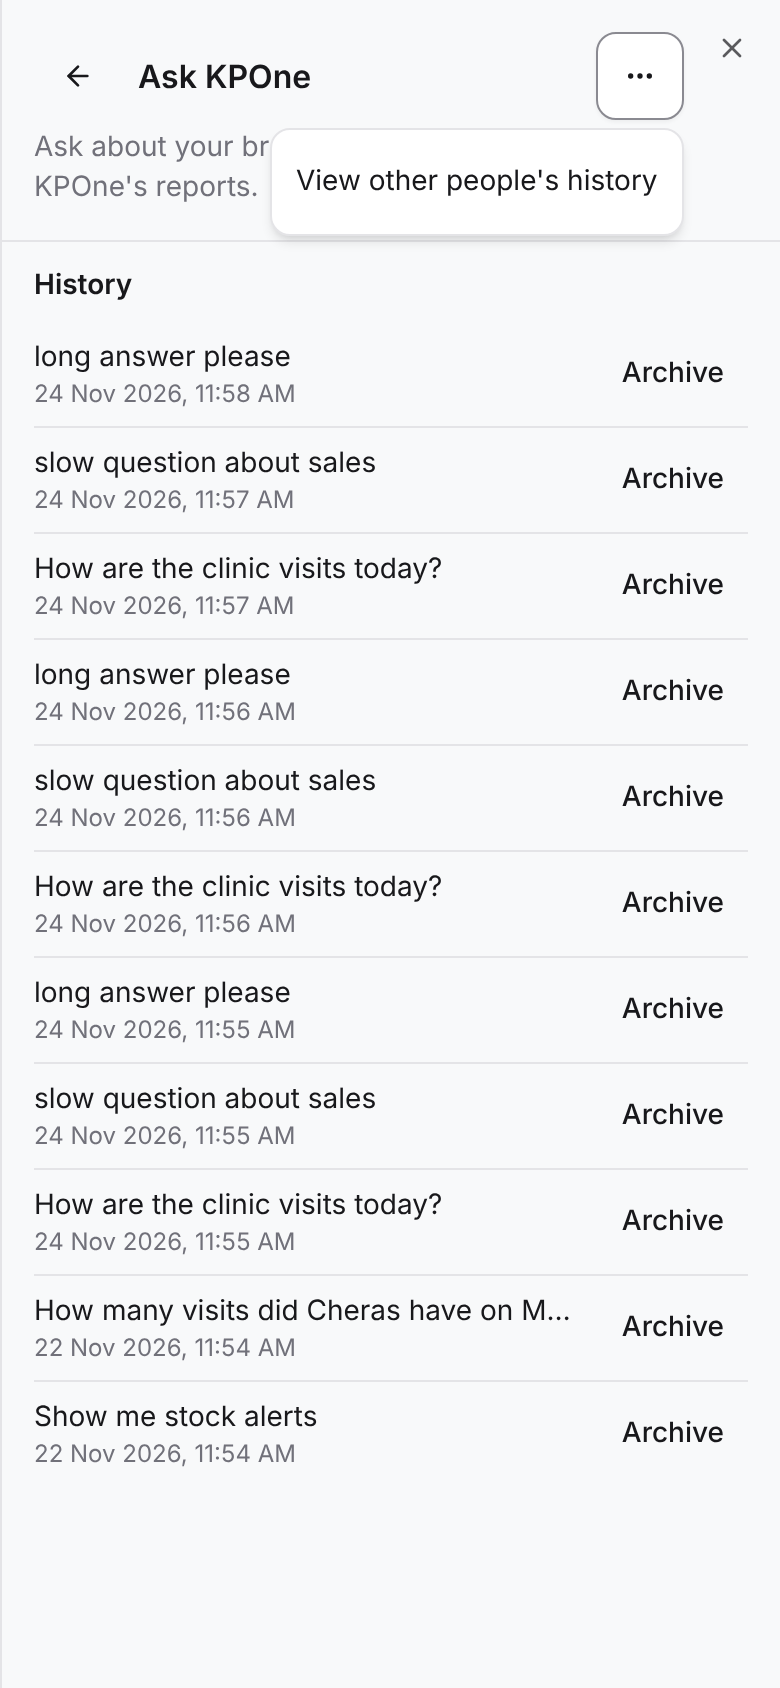 Ask KPOne
Ask about your br
KPOne's reports.
View other people's history
History
long answer please
24 Nov 2026, 11:58 AM
Archive
slow question about sales
24 Nov 2026, 11:57 AM
Archive
How are the clinic visits today?
24 Nov 2026, 11:57 AM
Archive
long answer please
24 Nov 2026, 11:56 AM
Archive
slow question about sales
24 Nov 2026, 11:56 AM
Archive
How are the clinic visits today?
24 Nov 2026, 11:56 AM
Archive
long answer please
24 Nov 2026, 11:55 AM
Archive
slow question about sales
24 Nov 2026, 11:55 AM
Archive
How are the clinic visits today?
24 Nov 2026, 11:55 AM
Archive
How many visits did Cheras have on M...
22 Nov 2026, 11:54 AM
Archive
Show me stock alerts
22 Nov 2026, 11:54 AM
Archive